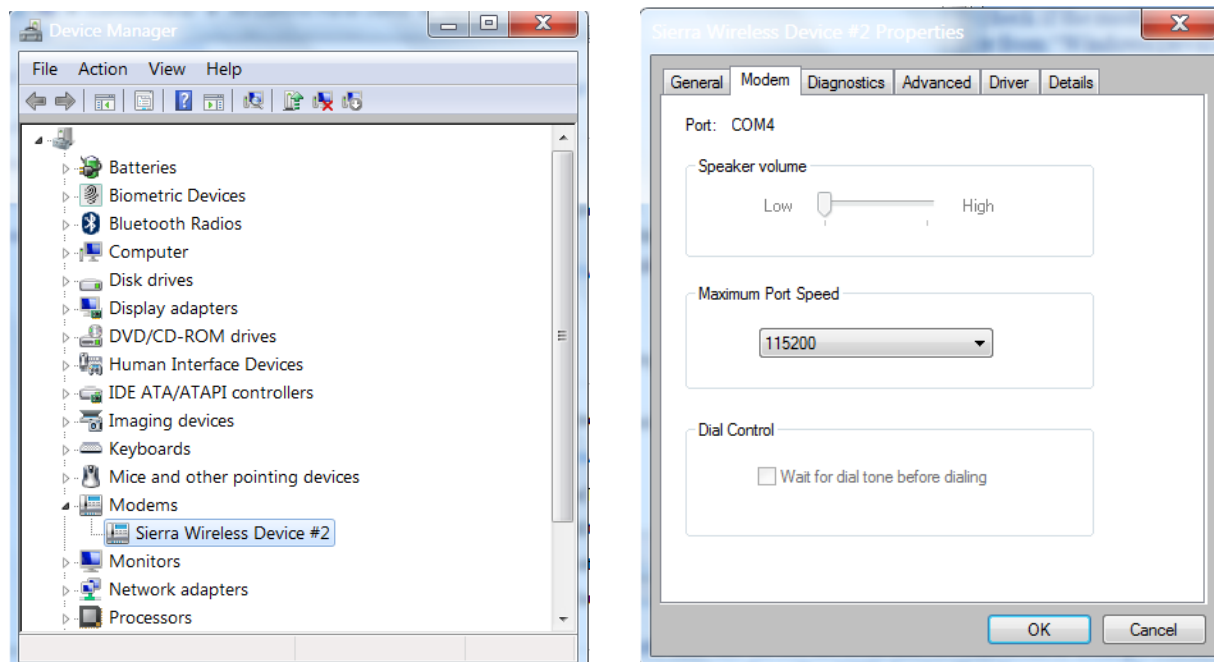 Device Manager
File Action View Help
Batteries
Biometric Devices
Bluetooth Radios
Computer
Disk drives
Display adapters
DVD/CD-ROM drives
Human Interface Devices
IDE ATA/ATAPI controllers
Imaging devices
Keyboards
Mice and other pointing devices
Modems
Sierra Wireless Device #2
Monitors
Network adapters
Processors
Sierra Wireless Device #2 Properties
General Modem Diagnostics Advanced Driver Details
Port: COM4
Speaker volume
Low High
Maximum Port Speed
115200
Dial Control
Wait for dial tone before dialing
OK Cancel